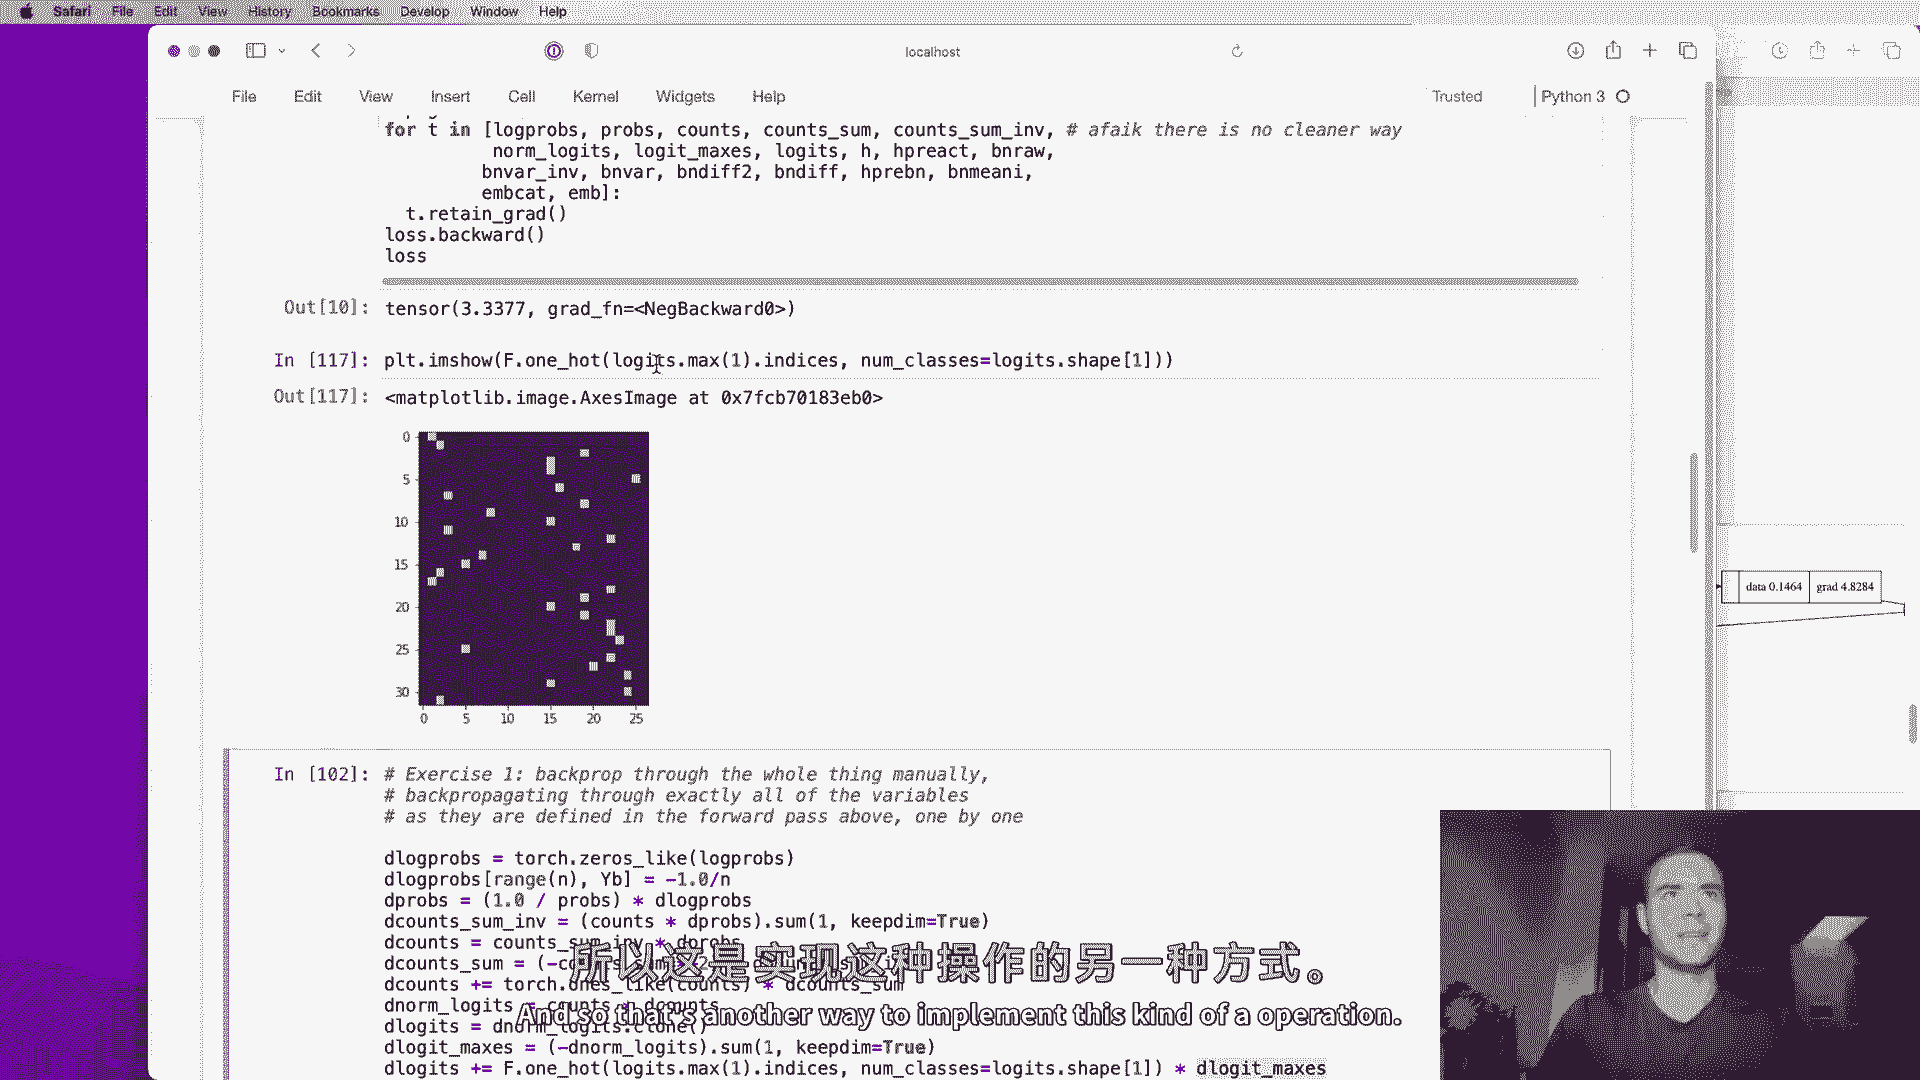 Safari File Edit View History Bookmarks Develop Window Help
localhost
File Edit View Insert Cell Kernel Widgets Help Trusted Python 3
for t in [logprobs, probs, counts, counts_sum, counts_sum_inv, # afaik there is no cleaner way
norm_logits, logit_maxes, logits, h, hpreact, bnraw,
bnvar_inv, bnvar, bndiff2, bndiff, hprebn, bnmeani,
embcat, emb]:
t.retain_grad()
loss.backward()
loss
Out[10]: tensor(3.3377, grad_fn=<NegBackward0>)
In [117]: plt.imshow(F.one_hot(logits.max(1).indices, num_classes=logits.shape[1]))
Out[117]: <matplotlib.image.AxesImage at 0x7fcb70183eb0>
0
5
10
15
20
25
30
0 5 10 15 20 25
data 0.1464 grad 4.8284
In [102]: # Exercise 1: backprop through the whole thing manually,
# backpropagating through exactly all of the variables
# as they are defined in the forward pass above, one by one
dlogprobs = torch.zeros_like(logprobs)
dlogprobs[range(n), Yb] = -1.0/n
dprobs = (1.0 / probs) * dlogprobs
dcounts_sum_inv = (counts * dprobs).sum(1, keepdim=True)
dcounts = counts_sum_inv * dprobs
dcounts_sum = (-
dcounts += torch.ones_like(counts) * dcounts_sum
dnorm_logits = counts * dcounts
dlogits = dnorm_logits.clone()
dlogit_maxes = (-dnorm_logits).sum(1, keepdim=True)
dlogits += F.one_hot(logits.max(1).indices, num_classes=logits.shape[1]) * dlogit_maxes
所以这是实现这种操作的另一种方式。
And so that's another way to implement this kind of a operation.